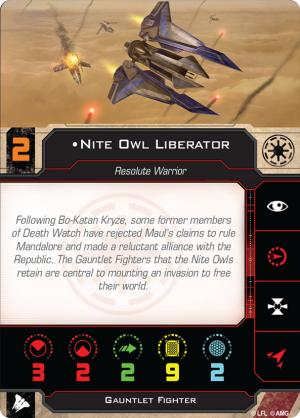 2
•Nite Owl Liberator
Resolute Warrior
Following Bo-Katan Kryze, some former members
of Death Watch have rejected Maul's claims to rule
Mandalore and made a reluctant alliance with the
Republic. The Gauntlet Fighters that the Nite Owls
retain are central to mounting an invasion to free
their world.
3 2 2 9 2
Gauntlet Fighter
©LFL ©AMG